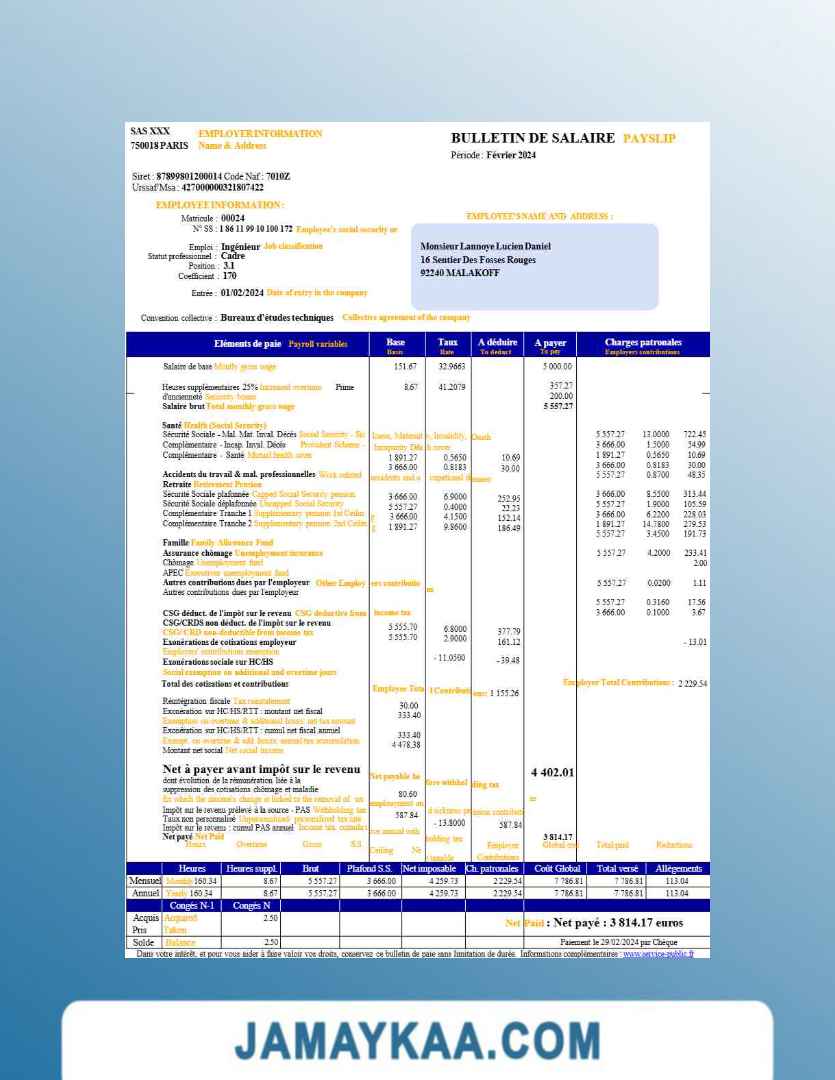 SAS XXX EMPLOYER INFORMATION
750018 PARIS Name & Address
BULLETIN DE SALAIRE PAYSLIP
Période : Février 2024
Siret : 87899801200014 Code Naf : 7010Z
Urssaf/Msa : 427000000321807422
EMPLOYEE INFORMATION :
Matricule : 00024
N° SS : 1 86 11 99 10 100 172 Employee's social security nr
Emploi : Ingénieur Job classification
Statut professionnel : Cadre
Position : 3.1
Coefficient : 170
Entrée : 01/02/2024 Date of entry in the company
EMPLOYEE'S NAME AND ADDRESS :
Monsieur Lannoye Lucien Daniel
16 Sentier Des Fosses Rouges
92240 MALAKOFF
Convention collective : Bureaux d'études techniques Collective agreement of the company
Eléments de paie Payroll variables Base Taux A déduire A payer Charges patronales
Basis Rate To deduct To pay Employers contributions
Salaire de base Montly gross wage 151.67 32.9663 5 000.00
Heures supplémentaires 25% Increased overtime Prime 8.67 41.2079 357.27
d'ancienneté Seniority bonus 200.00
Salaire brut Total monthly gross wage 5 557.27
Santé Health (Social Security)
Sécurité Sociale - Mal. Mat. Inval. Décès Social Security - Sic kness, Maternit y, Invalidity, Death 5 557.27 13.0000 722.45
Complémentaire - Incap. Inval. Décès Provident Scheme - Incapacity Dea th cover 3 666.00 1.5000 54.99
Complémentaire - Santé Mutual health cover 1 891.27 0.5650 10.69 1 891.27 0.5650 10.69
3 666.00 0.8183 30.00 3 666.00 0.8183 30.00
Accidents du travail & mal. professionnelles Work related accidents and o ccupational d iseases 5 557.27 0.8700 48.35
Retraite Retirement Pension
Sécurité Sociale plafonnée Capped Social Security pension 3 666.00 6.9000 252.95 3 666.00 8.5500 313.44
Sécurité Sociale déplafonnée Uncapped Social Security 5 557.27 0.4000 22.23 5 557.27 1.9000 105.59
Complémentaire Tranche 1 Supplementary pension 1st Ceilin g 3 666.00 4.1500 152.14 3 666.00 6.2200 228.03
Complémentaire Tranche 2 Supplementary pension 2nd Ceilin g 1 891.27 9.8600 186.49 1 891.27 14.7800 279.53
Famille Family Allowance Fund 5 557.27 3.4500 191.73
Assurance chômage Unemployment insurance
Chômage Unemployment fund 5 557.27 4.2000 233.41
APEC Executives unemployment fund 2.00
Autres contributions dues par l'employeur Other Employ ers contributio ns 5 557.27 0.0200 1.11
Autres contributions dues par l'employeur
5 557.27 0.3160 17.56
CSG déduct. de l'impôt sur le revenu CSG deductive from income tax 3 666.00 0.1000 3.67
CSG/CRDS non déduct. de l'impôt sur le revenu 5 555.70 6.8000 377.79
CSG/CRD non-deductible from income tax 5 555.70 2.9000 161.12
Exonérations de cotisations employeur - 13.01
Employers' contributions exemption
Exonérations sociale sur HC/HS - 11.0500 - 39.48
Social exemption on additional and overtime jours
Total des cotisations et contributions Employee Tota l Contributi ons: 1 155.26 Employer Total Contributions : 2 229.54
Réintégration fiscale Tax reinstatement 30.00
Exonération sur HC/HS/RTT : montant net fiscal 333.40
Exemption on overtime & additional hours: net tax amount
Exonération sur HC/HS/RTT : cumul net fiscal annuel 333.40
Exempt. on overtime & add. hours: annual tax accumulation
Montant net social Net social income 4 478.38
Net à payer avant impôt sur le revenu Net payable be fore withhol ding tax 4 402.01
dont évolution de la rémunération liée à la
suppression des cotisations chômage et maladie 80.60
employment an d sickness pe nsion contributi ns
Impôt sur le revenu prélevé à la source - PAS Withholding tax 587.84
Taux non personnalisé Unpersonalised personalised tax rate - 13.8000 587.84
Impôt sur le revenu : cumul PAS annuel Income tax: cumulat ive annual with holding tax
Net payé Net Paid 3 814.17
Hours Overtime Gross S.S. Ceiling Ne t taxable Employer Contributions Global cost Total paid Reductions
Heures Heures suppl. Brut Plafond S.S. Net imposable Ch. patronales Coût Global Total versé Allègements
Mensuel Monthly 160.34 8.67 5 557.27 3 666.00 4 259.73 2 229.54 7 786.81 7 786.81 113.04
Annuel Yearly 160.34 8.67 5 557.27 3 666.00 4 259.73 2 229.54 7 786.81 7 786.81 113.04
Congés N-1 Congés N
Acquis Acquired 2.50
Pris Taken
Net Paid : Net payé : 3 814.17 euros
Solde Balance 2.50 Paiement le 29/02/2024 par Chèque
Dans votre intérêt, et pour vous aider à faire valoir vos droits, conservez ce bulletin de paie sans limitation de durée. Informations complémentaires : www.service-public.fr
JAMAYKAA.COM